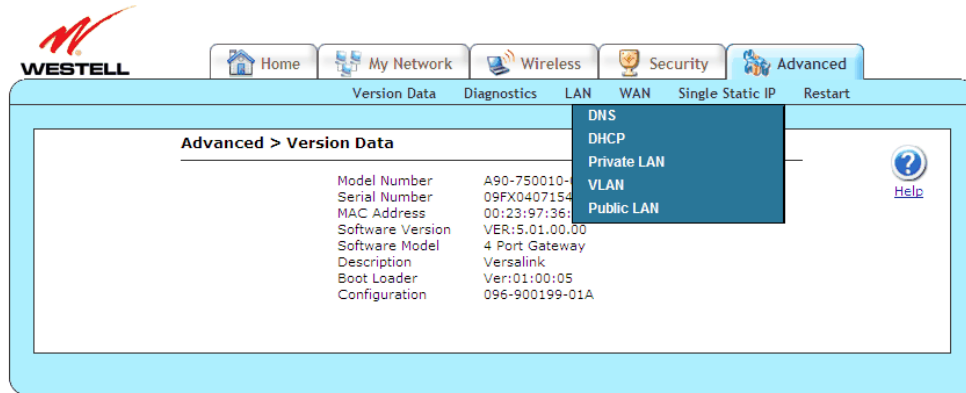 WESTELL
Home My Network Wireless Security Advanced
Version Data Diagnostics LAN WAN Single Static IP Restart
DNS
DHCP
Private LAN
VLAN
Public LAN
Advanced > Version Data
Help
Model Number A90-750010-
Serial Number 09FX0407154
MAC Address 00:23:97:36:
Software Version VER:5.01.00.00
Software Model 4 Port Gateway
Description Versalink
Boot Loader Ver:01:00:05
Configuration 096-900199-01A